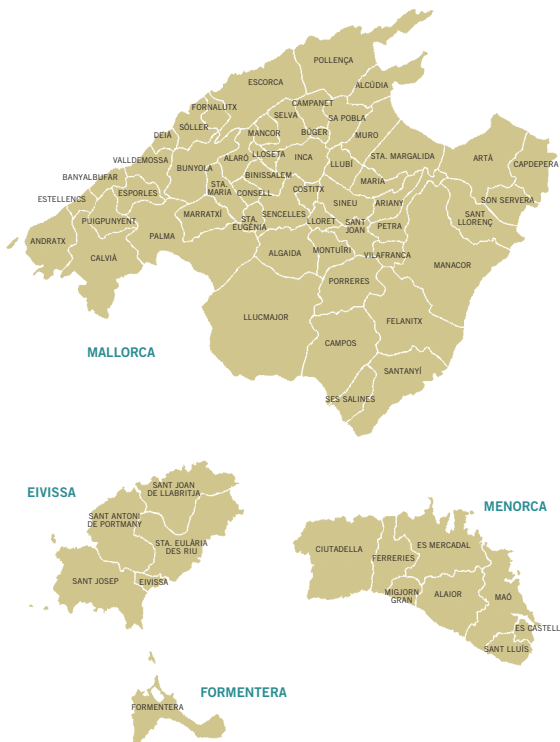 POLLENÇA
ESCORCA
ALCÚDIA
FORNALUTX
CAMPANET
SELVA
SA POBLA
SÓLLER
DEIÀ
MANCOR
BÚGER
MURO
VALLDEMOSSA
BUNYOLA
ALARÓ
LLOSETA
INCA
LLUBÍ
STA. MARGALIDA
ARTÀ
CAPDEPERA
BANYALBUFAR
BINISSALEM
MARÍA
ESTELLENCS
ESPORLES
STA.
MARIA
CONSELL
COSTITX
SINEU
ARIANY
SON SERVERA
PUIGPUNYENT
MARRATXÍ
STA.
EUGÈNIA
SENCELLES
LLORET
SANT
JOAN
PETRA
SANT
LLORENÇ
ANDRATX
CALVIÀ
PALMA
ALGAIDA
MONTUÏRI
VILAFRANCA
MANACOR
PORRERES
LLUCMAJOR
FELANITX
CAMPOS
SANTANYÍ
SES SALINES
MALLORCA
EIVISSA
SANT JOAN
DE LLABRITJA
SANT ANTONI
DE PORTMANY
STA. EULÀRIA
DES RIU
SANT JOSEP
EIVISSA
MENORCA
CIUTADELLA
FERRERIES
ES MERCADAL
MIGJORN
GRAN
ALAIOR
MAÓ
ES CASTELL
SANT LLUÍS
FORMENTERA
FORMENTERA